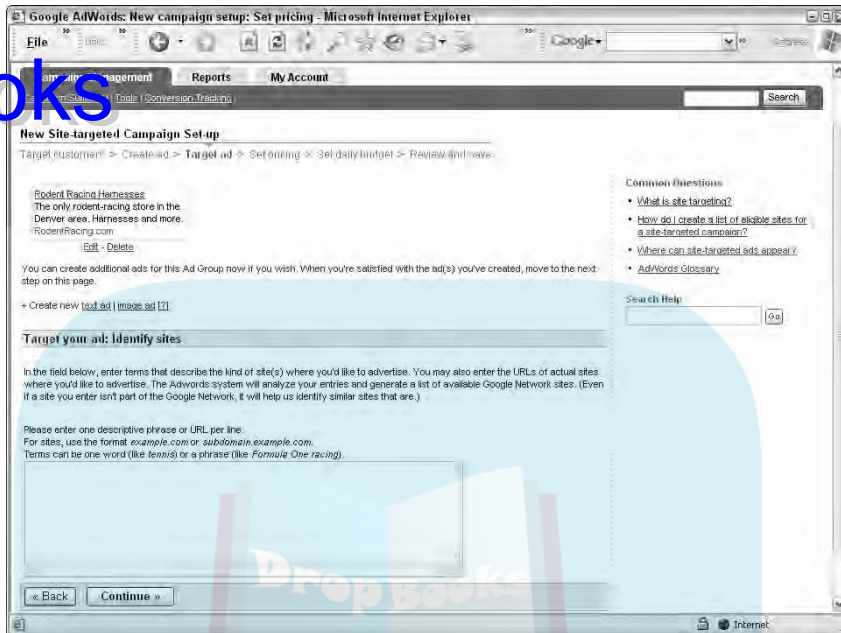 Google AdWords: New campaign setup: Set pricing - Microsoft Internet Explorer
File
Links
Google
Address
Campaign Management Reports My Account
Campaign Summary | Tools | Conversion Tracking
Search
oks
New Site-targeted Campaign Set-up
Target customers > Create ad > Target ad > Set pricing > Set daily budget > Review and save
Rodent Racing Harnesses
The only rodent-racing store in the
Denver area. Harnesses and more.
RodentRacing.com
Edit - Delete
You can create additional ads for this Ad Group now if you wish. When you're satisfied with the ad(s) you've created, move to the next
step on this page.
+ Create new text ad | image ad [?]
Target your ad: Identify sites
In the field below, enter terms that describe the kind of site(s) where you'd like to advertise. You may also enter the URLs of actual sites
where you'd like to advertise. The Adwords system will analyze your entries and generate a list of available Google Network sites. (Even
if a site you enter isn't part of the Google Network, it will help us identify similar sites that are.)
Please enter one descriptive phrase or URL per line:
For sites, use the format example.com or subdomain.example.com.
Terms can be one word (like tennis) or a phrase (like Formula One racing).
« Back Continue »
Common Questions
• What is site targeting?
• How do I create a list of eligible sites for
a site-targeted campaign?
• Where can site-targeted ads appear?
• AdWords Glossary
Search Help
Go
Drop Books
Internet